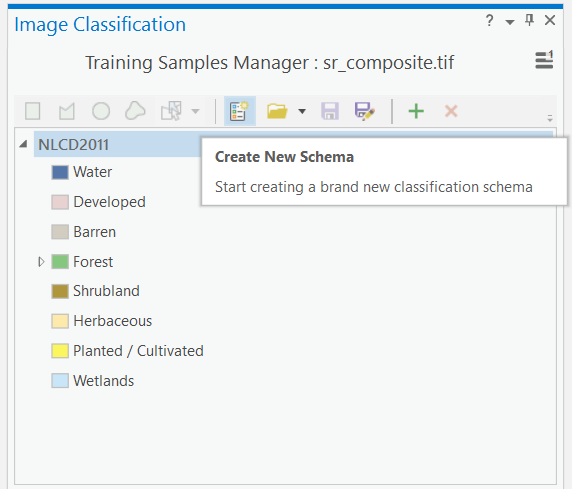 Image Classification
?
Training Samples Manager : sr_composite.tif
1
NLCD2011
Create New Schema
Start creating a brand new classification schema
Water
Developed
Barren
Forest
Shrubland
Herbaceous
Planted / Cultivated
Wetlands